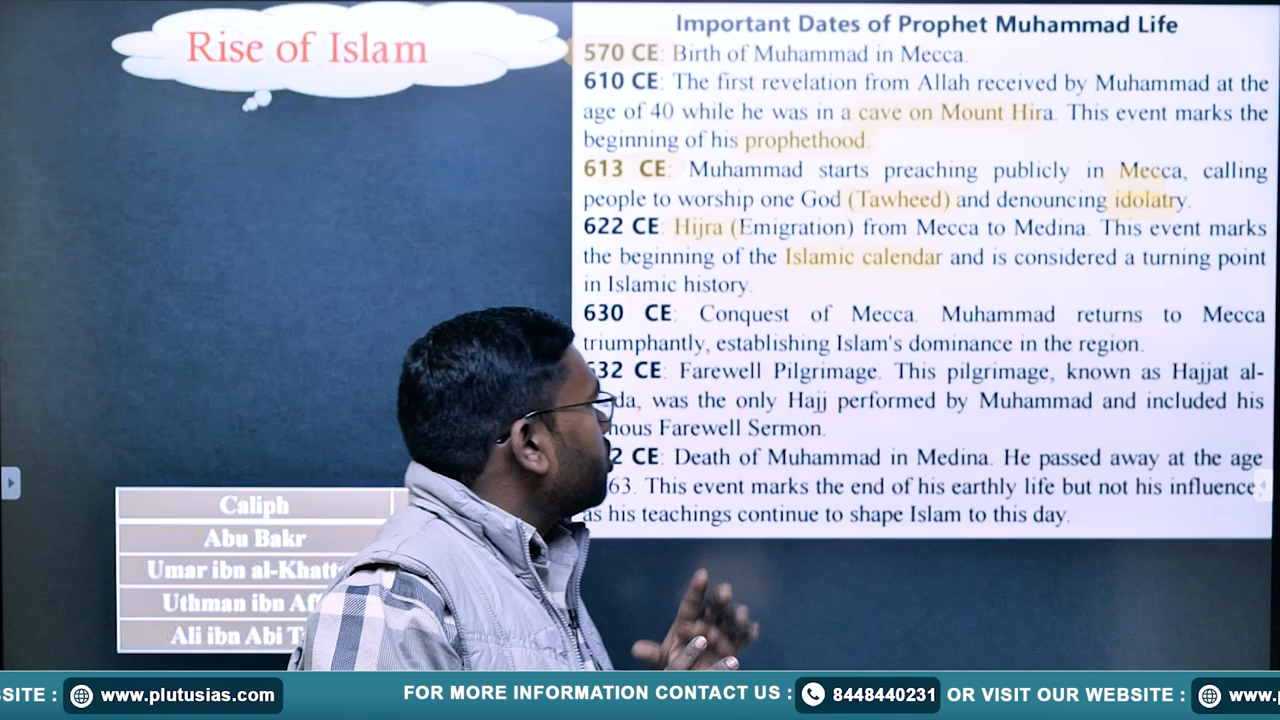 Rise of Islam
Important Dates of Prophet Muhammad Life
570 CE: Birth of Muhammad in Mecca.
610 CE: The first revelation from Allah received by Muhammad at the
age of 40 while he was in a cave on Mount Hira. This event marks the
beginning of his prophethood.
613 CE: Muhammad starts preaching publicly in Mecca, calling
people to worship one God (Tawheed) and denouncing idolatry.
622 CE: Hijra (Emigration) from Mecca to Medina. This event marks
the beginning of the Islamic calendar and is considered a turning point
in Islamic history.
630 CE: Conquest of Mecca. Muhammad returns to Mecca
triumphantly, establishing Islam's dominance in the region.
632 CE: Farewell Pilgrimage. This pilgrimage, known as Hajjat al-
was the only Hajj performed by Muhammad and included his
Farewell Sermon.
CE: Death of Muhammad in Medina. He passed away at the age
63. This event marks the end of his earthly life but not his influence
as his teachings continue to shape Islam to this day.
Caliph
Abu Bakr
Umar ibn
Uthman ibn
Ali ibn Abi
SITE : www.plutusias.com FOR MORE INFORMATION CONTACT US : 8448440231 OR VISIT OUR WEBSITE :